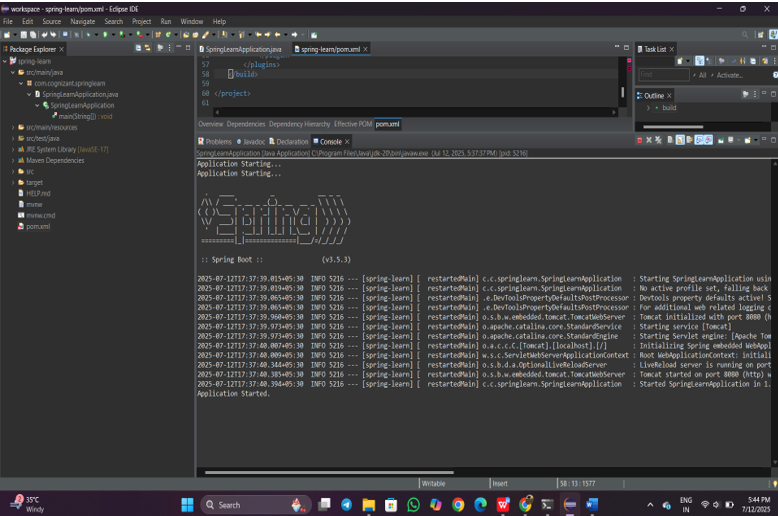 workspace - spring-learn/pom.xml - Eclipse IDE
File Edit Source Navigate Search Project Run Window Help
Package Explorer
spring-learn
src/main/java
com.cognizant.springlearn
SpringLearnApplication.java
SpringLearnApplication
main(String[]) : void
src/main/resources
src/test/java
JRE System Library [JavaSE-17]
Maven Dependencies
src
target
HELP.md
mvnw
mvnw.cmd
pom.xml
SpringLearnApplication.java spring-learn/pom.xml
57 </plugins>
58 </build>
59
60 </project>
61
Overview Dependencies Dependency Hierarchy Effective POM pom.xml
Task List
Find All Activate...
Outline
build
Problems Javadoc Declaration Console
SpringLearnApplication [Java Application] C:\Program Files\Java\jdk-20\bin\javaw.exe (Jul 12, 2025, 5:37:37 PM) [pid: 5216]
Application Starting...
Application Starting...
:: Spring Boot :: (v3.5.3)
2025-07-12T17:37:39.015+05:30 INFO 5216 --- [spring-learn] [ restartedMain] c.c.springlearn.SpringLearnApplication : Starting SpringLearnApplication usin
2025-07-12T17:37:39.019+05:30 INFO 5216 --- [spring-learn] [ restartedMain] c.c.springlearn.SpringLearnApplication : No active profile set, falling back
2025-07-12T17:37:39.065+05:30 INFO 5216 --- [spring-learn] [ restartedMain] .e.DevToolsPropertyDefaultsPostProcessor : Devtools property defaults active! S
2025-07-12T17:37:39.065+05:30 INFO 5216 --- [spring-learn] [ restartedMain] .e.DevToolsPropertyDefaultsPostProcessor : For additional web related logging c
2025-07-12T17:37:39.960+05:30 INFO 5216 --- [spring-learn] [ restartedMain] o.s.b.w.embedded.tomcat.TomcatWebServer : Tomcat initialized with port 8080 (h
2025-07-12T17:37:39.973+05:30 INFO 5216 --- [spring-learn] [ restartedMain] o.apache.catalina.core.StandardService : Starting service [Tomcat]
2025-07-12T17:37:39.973+05:30 INFO 5216 --- [spring-learn] [ restartedMain] o.apache.catalina.core.StandardEngine : Starting Servlet engine: [Apache Tom
2025-07-12T17:37:40.007+05:30 INFO 5216 --- [spring-learn] [ restartedMain] o.a.c.c.C.[Tomcat].[localhost].[/] : Initializing Spring embedded WebAppl
2025-07-12T17:37:40.009+05:30 INFO 5216 --- [spring-learn] [ restartedMain] w.s.c.ServletWebServerApplicationContext : Root WebApplicationContext: initiali
2025-07-12T17:37:40.344+05:30 INFO 5216 --- [spring-learn] [ restartedMain] o.s.b.d.a.OptionalLiveReloadServer : LiveReload server is running on port
2025-07-12T17:37:40.385+05:30 INFO 5216 --- [spring-learn] [ restartedMain] o.s.b.w.embedded.tomcat.TomcatWebServer : Tomcat started on port 8080 (http) w
2025-07-12T17:37:40.394+05:30 INFO 5216 --- [spring-learn] [ restartedMain] c.c.springlearn.SpringLearnApplication : Started SpringLearnApplication in 1.
Application Started.
Writable Insert 58 : 13 : 1577
2
35°C
Windy
Search
ENG
IN
5:44 PM
7/12/2025